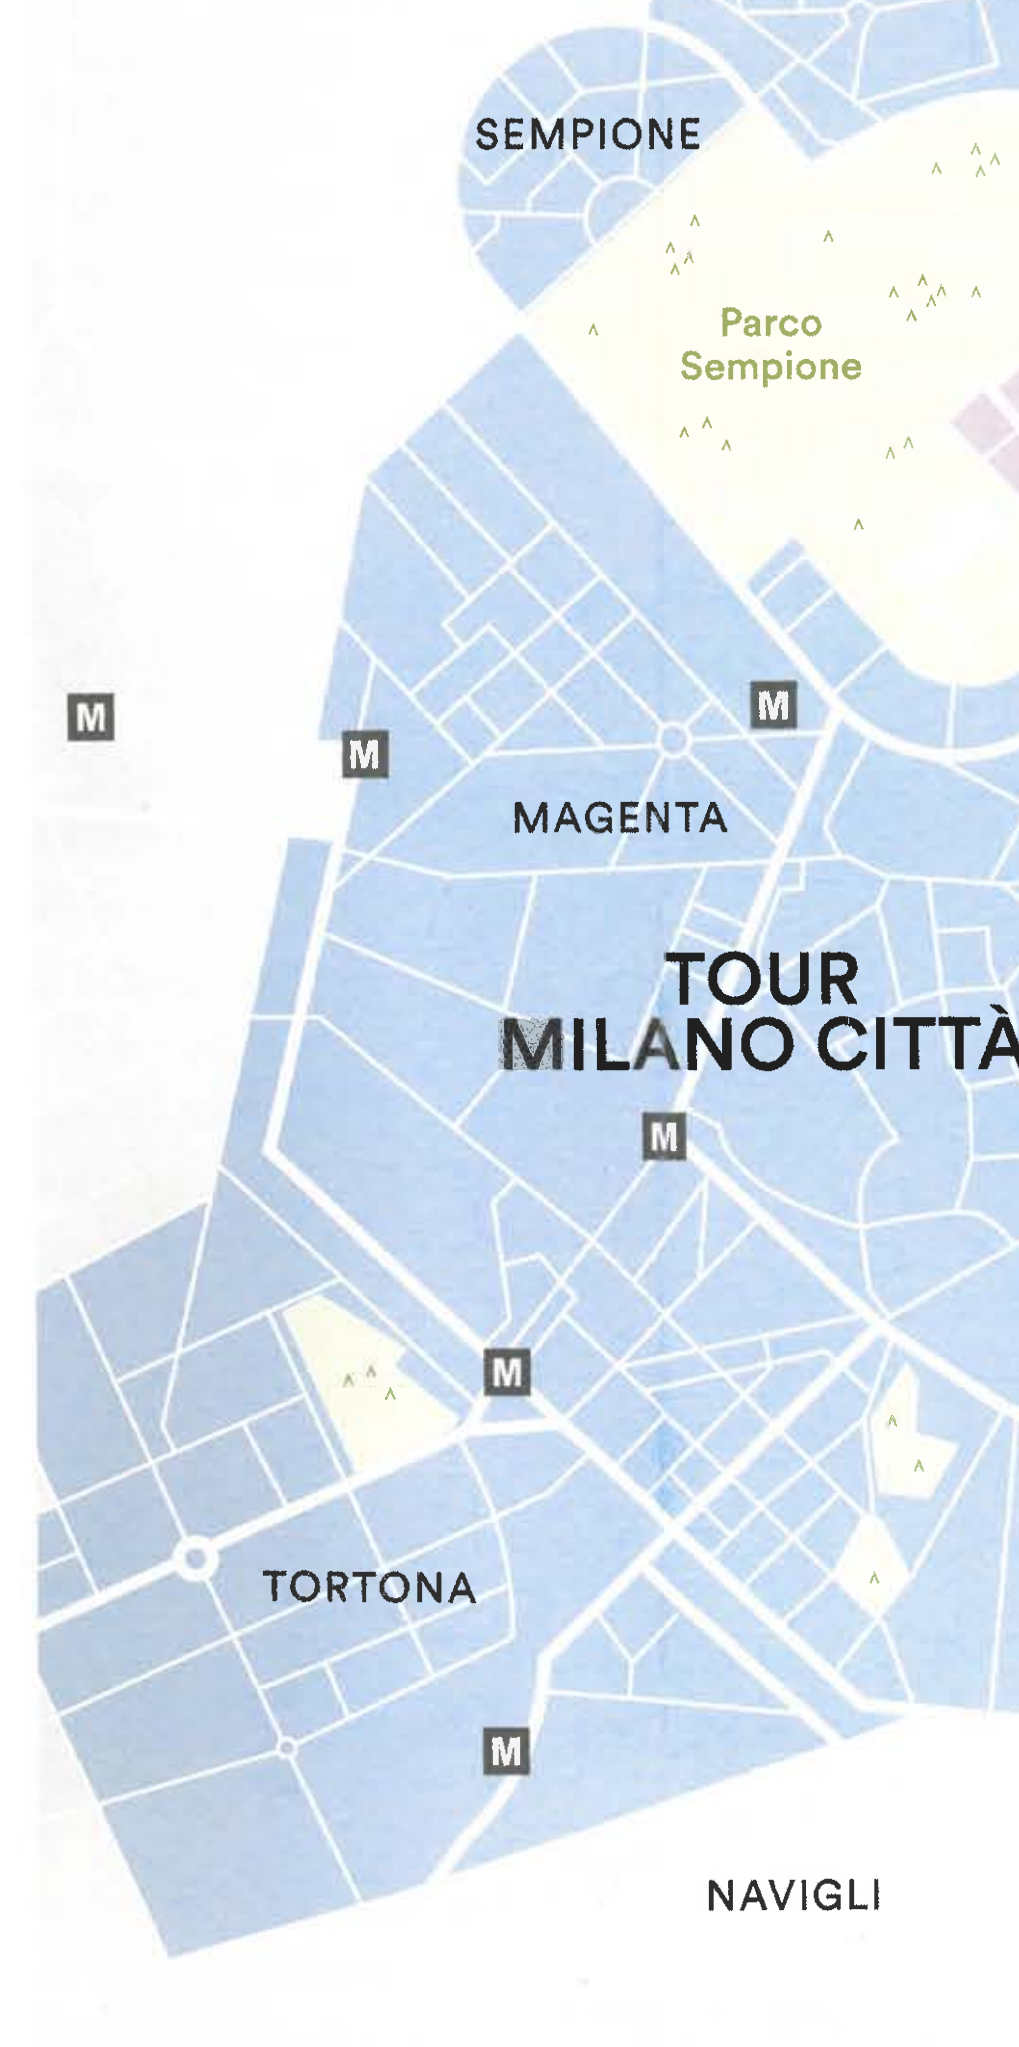 SEMPIONE
Parco
Sempione
M
M
M
MAGENTA
TOUR
MILANO CITTÀ
M
M
TORTONA
M
NAVIGLI